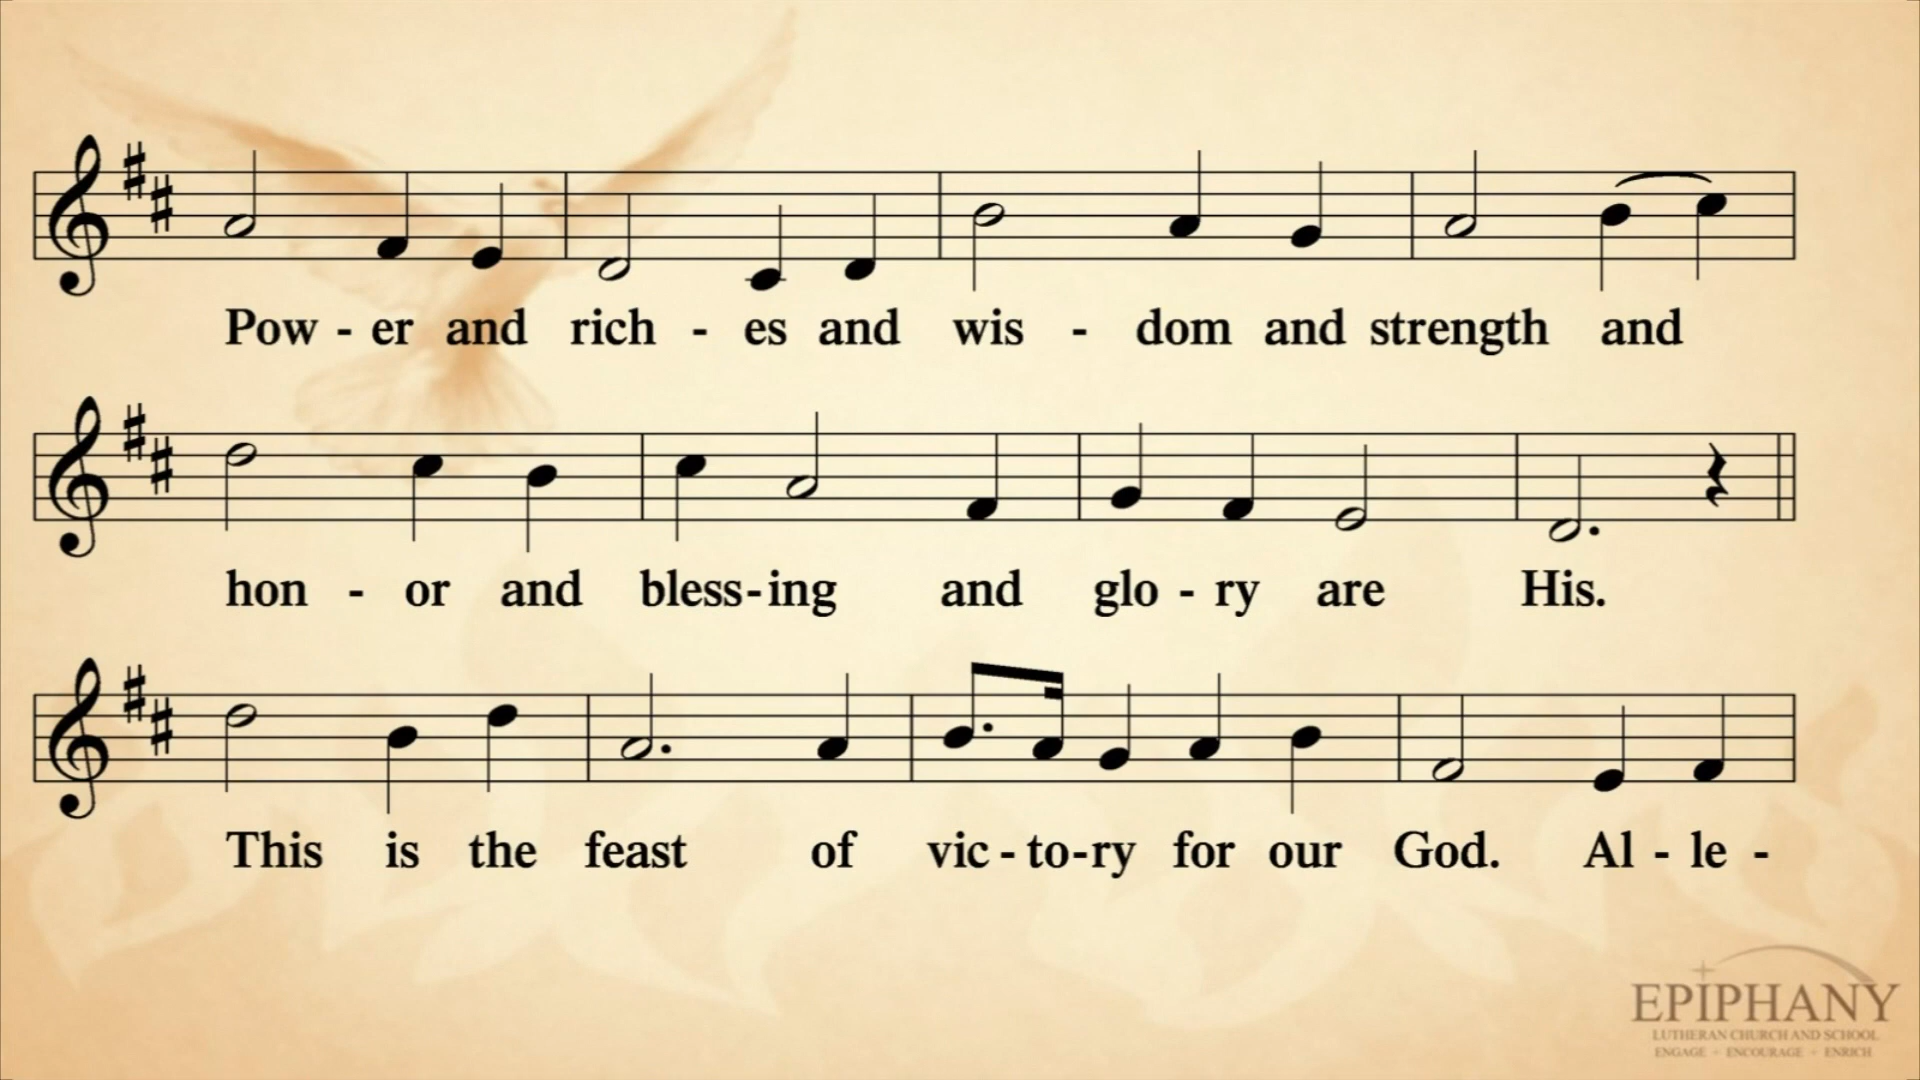 Pow - er and rich - es and wis - dom and strength and
hon - or and bless - ing and glo - ry are His.
This is the feast of vic - to - ry for our God. Al - le -
EPIPHANY
LUTHERAN CHURCH AND SCHOOL
ENGAGE - ENCOURAGE - ENRICH